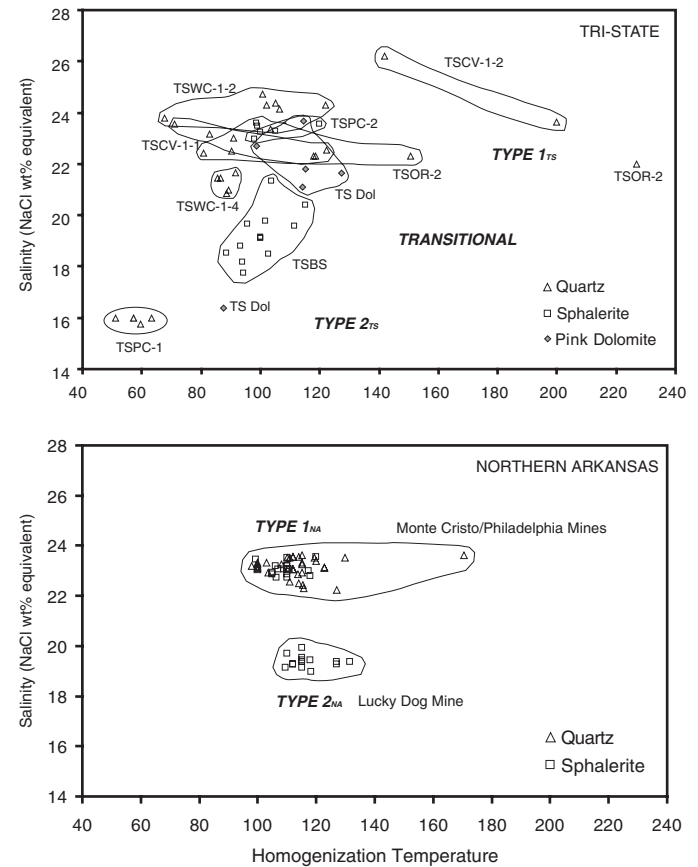 28
26
24
22
20
18
16
14
Salinity (NaCl wt% equivalent)
TRI-STATE
TSCV-1-2
TSWC-1-2
TSPC-2
TSCV-1-1
TYPE 1TS
TSOR-2
TSOR-2
TS Dol
TSWC-1-4
TRANSITIONAL
TSBS
Quartz
TS Dol
Sphalerite
TYPE 2TS
Pink Dolomite
TSPC-1
40 60 80 100 120 140 160 180 200 220 240
28
26
24
22
20
18
16
14
Salinity (NaCl wt% equivalent)
NORTHERN ARKANSAS
TYPE 1NA
Monte Cristo/Philadelphia Mines
TYPE 2NA Lucky Dog Mine
Quartz
Sphalerite
40 60 80 100 120 140 160 180 200 220 240
Homogenization Temperature